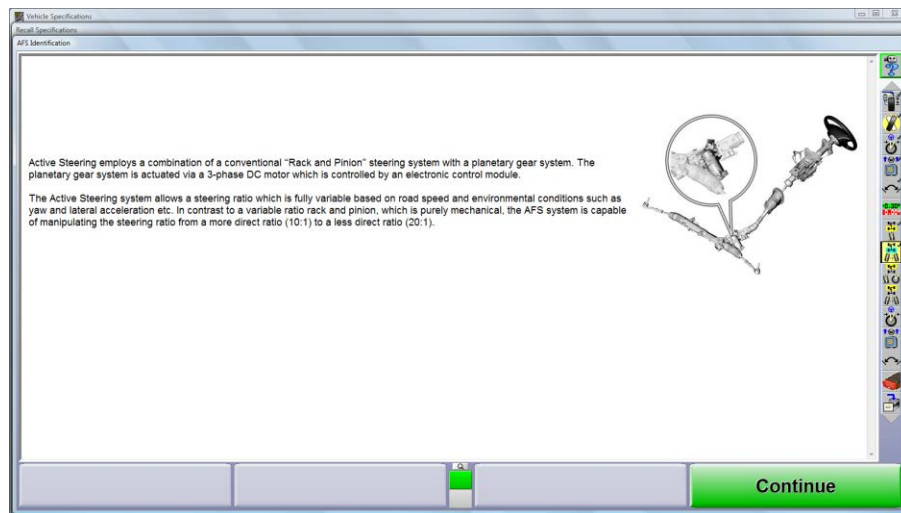 Vehicle Specifications
Recall Specifications
AFS Identification
Active Steering employs a combination of a conventional "Rack and Pinion" steering system with a planetary gear system. The
planetary gear system is actuated via a 3-phase DC motor which is controlled by an electronic control module.
The Active Steering system allows a steering ratio which is fully variable based on road speed and environmental conditions such as
yaw and lateral acceleration etc. In contrast to a variable ratio rack and pinion, which is purely mechanical, the AFS system is capable
of manipulating the steering ratio from a more direct ratio (10:1) to a less direct ratio (20:1).
Continue